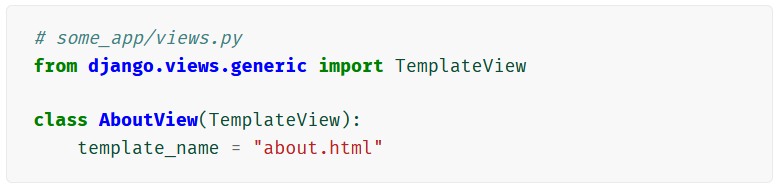 # some_app/views.py
from django.views.generic import TemplateView
class AboutView(TemplateView):
    template_name = "about.html"